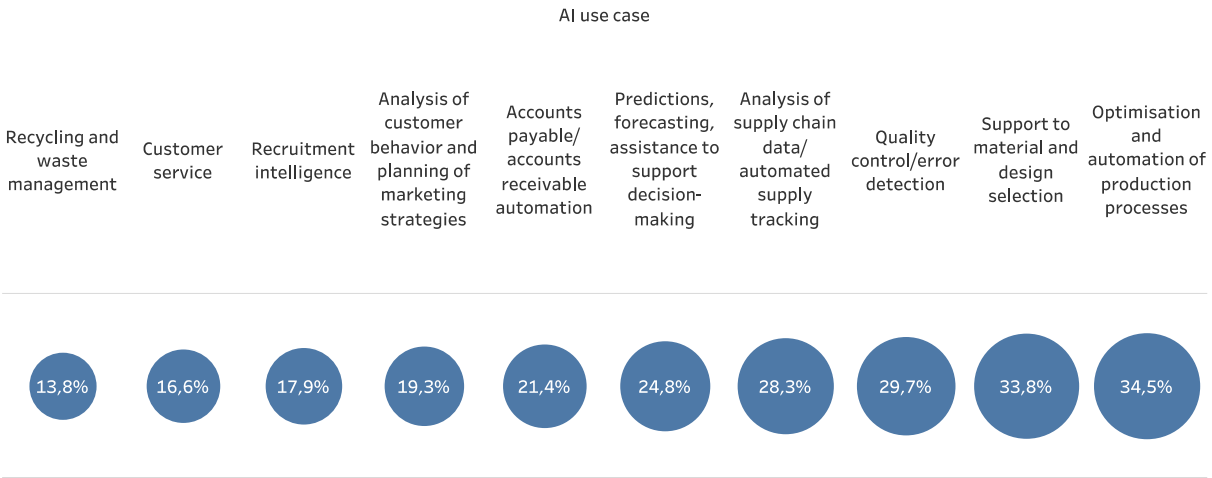 AI use case
Recycling and
waste
management
Customer
service
Recruitment
intelligence
Analysis of
customer
behavior and
planning of
marketing
strategies
Accounts
payable/
accounts
receivable
automation
Predictions,
forecasting,
assistance to
support
decision-
making
Analysis of
supply chain
data/
automated
supply
tracking
Quality
control/error
detection
Support to
material and
design
selection
Optimisation
and
automation of
production
processes
13,8%
16,6%
17,9%
19,3%
21,4%
24,8%
28,3%
29,7%
33,8%
34,5%